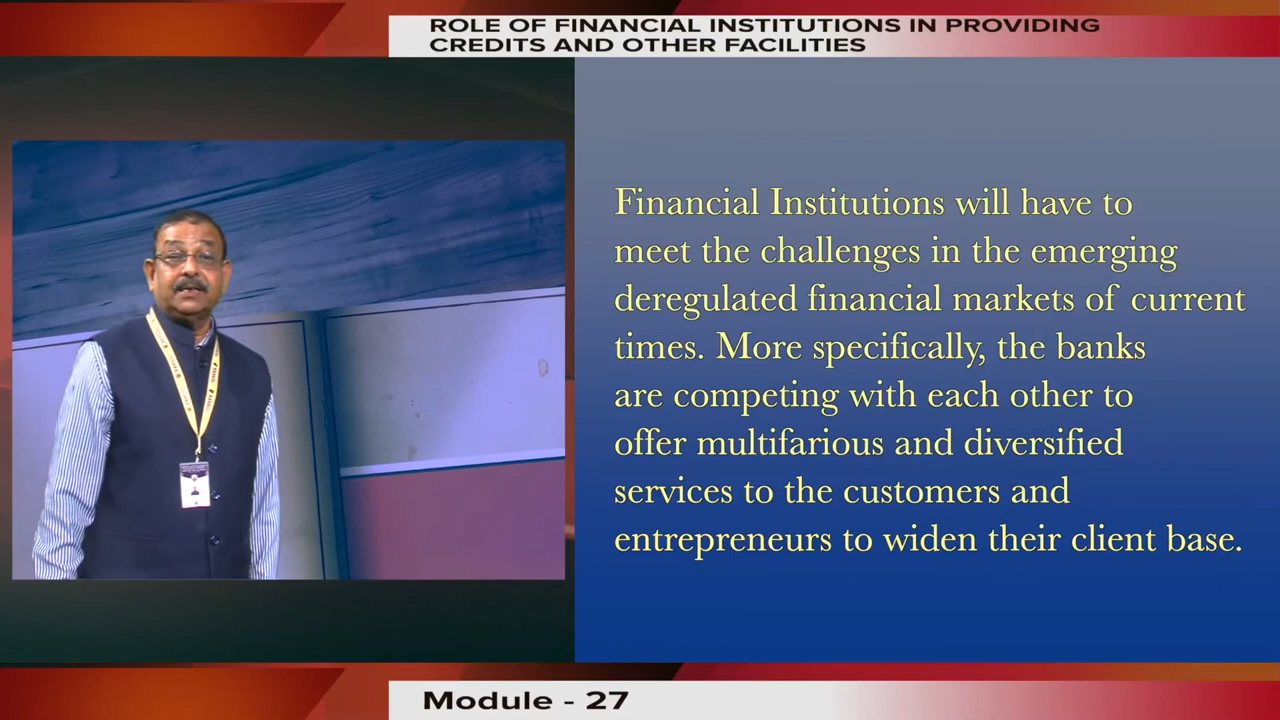 ROLE OF FINANCIAL INSTITUTIONS IN PROVIDING
CREDITS AND OTHER FACILITIES
Financial Institutions will have to
meet the challenges in the emerging
deregulated financial markets of current
times. More specifically, the banks
are competing with each other to
offer multifarious and diversified
services to the customers and
entrepreneurs to widen their client base.
Module - 27